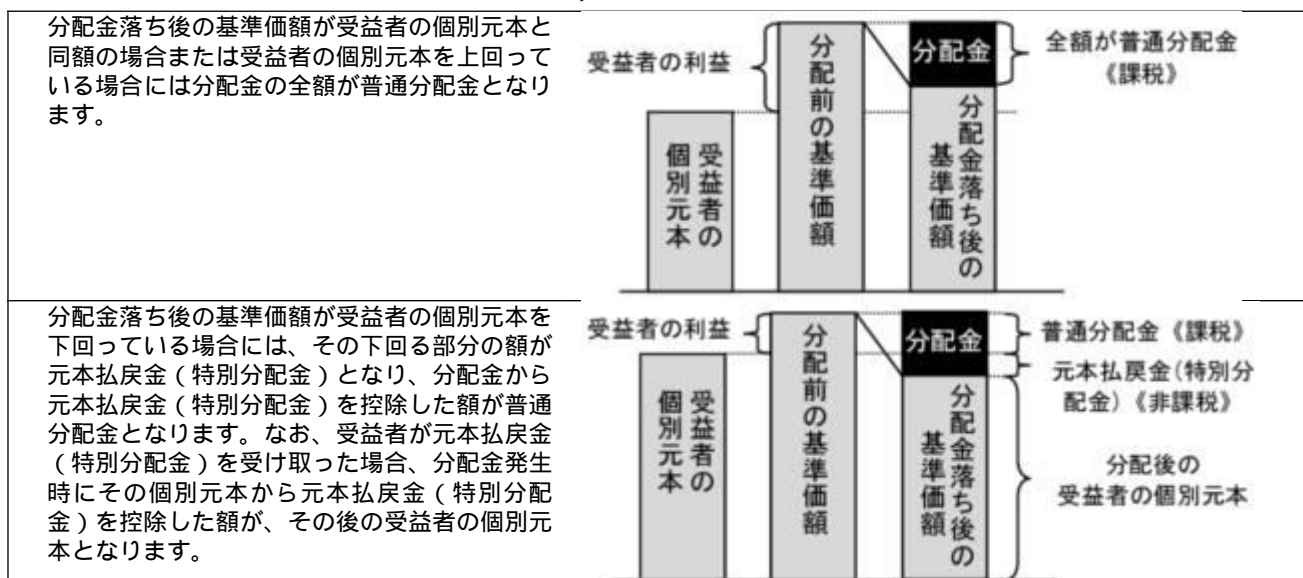 分配金落ち後の基準価額が受益者の個別元本と
同額の場合または受益者の個別元本を上回って
いる場合には分配金の全額が普通分配金となり
ます。
受益者の利益
受益者の
個別元本
分配前の基準価額
分配金
分配金落ち後の
基準価額
全額が普通分配金
《課税》
分配金落ち後の基準価額が受益者の個別元本を
下回っている場合には、その下回る部分の額が
元本払戻金(特別分配金)となり、分配金から
元本払戻金(特別分配金)を控除した額が普通
分配金となります。なお、受益者が元本払戻金
(特別分配金)を受け取った場合、分配金発生
時にその個別元本から元本払戻金(特別分配
金)を控除した額が、その後の受益者の個別元
本となります。
受益者の利益
受益者の
個別元本
分配前の基準価額
分配金
分配金落ち後の
基準価額
普通分配金《課税》
元本払戻金(特別分
配金)《非課税》
分配後の
受益者の個別元本